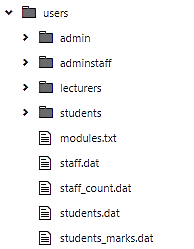 users
admin
adminstaff
lecturers
students
modules.txt
staff.dat
staff_count.dat
students.dat
students_marks.dat